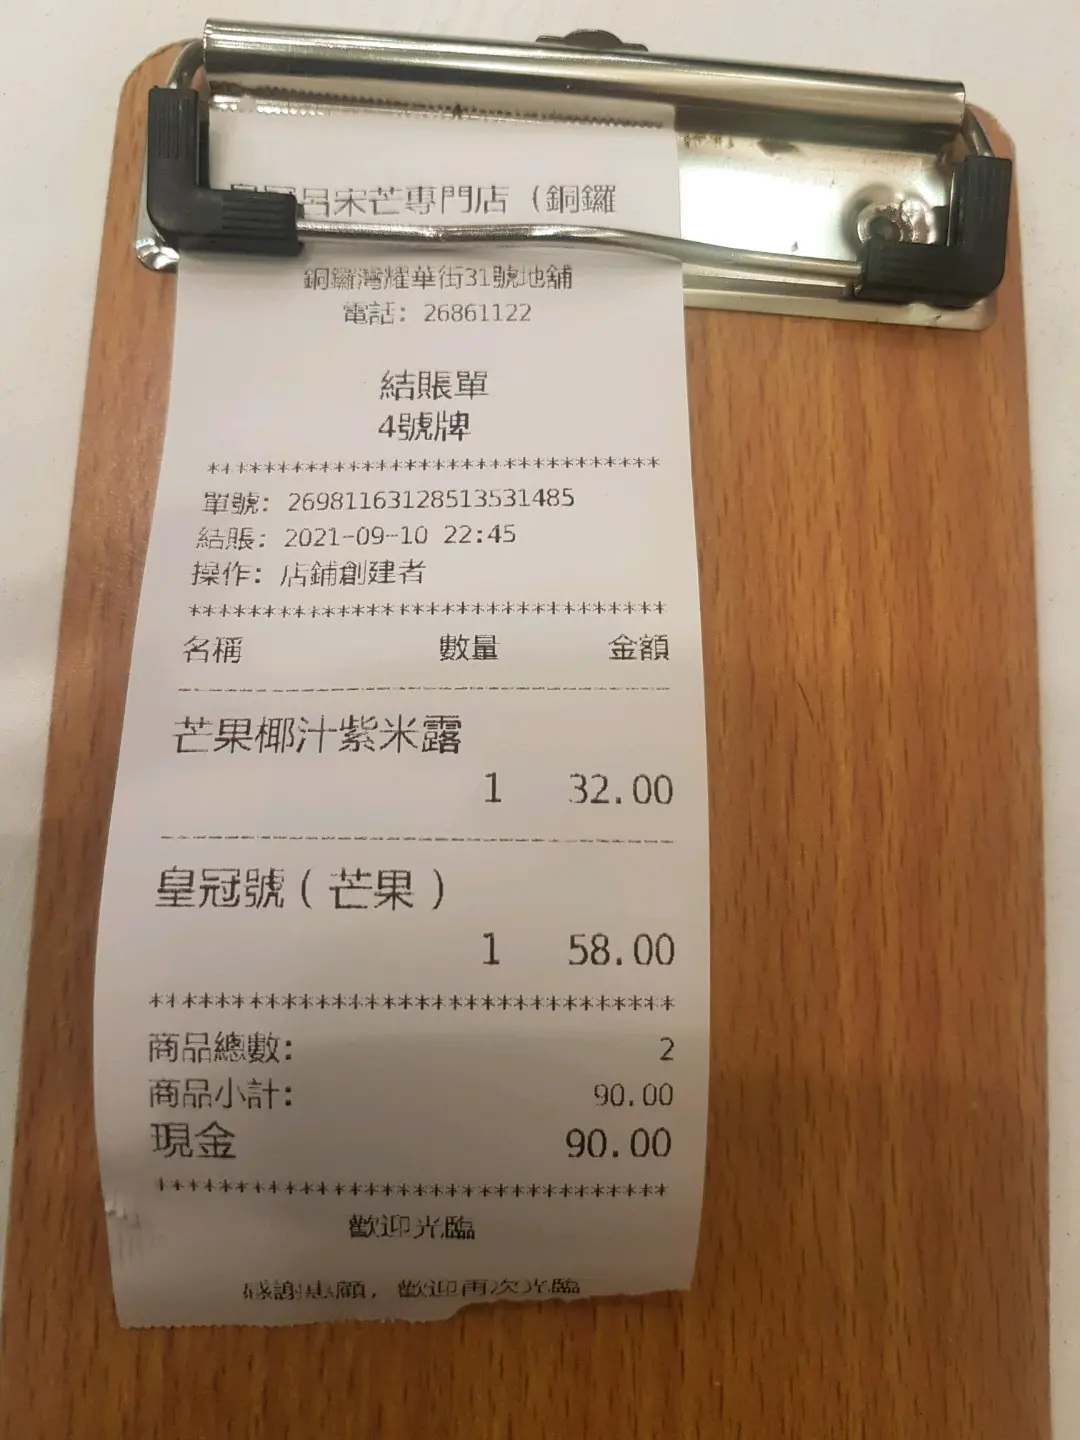 呂宋芒專門店（銅鑼
銅鑼灣耀華街31號地舖
電話: 26861122
結賬單
4號牌
********************************
單號: 26981163128513531485
結賬: 2021-09-10 22:45
操作: 店鋪創建者
********************************
名稱 數量 金額
芒果椰汁紫米露
1 32.00
皇冠號(芒果)
1 58.00
********************************
商品總數: 2
商品小計: 90.00
現金 90.00
********************************
歡迎光臨
感謝惠顧, 歡迎再次光臨